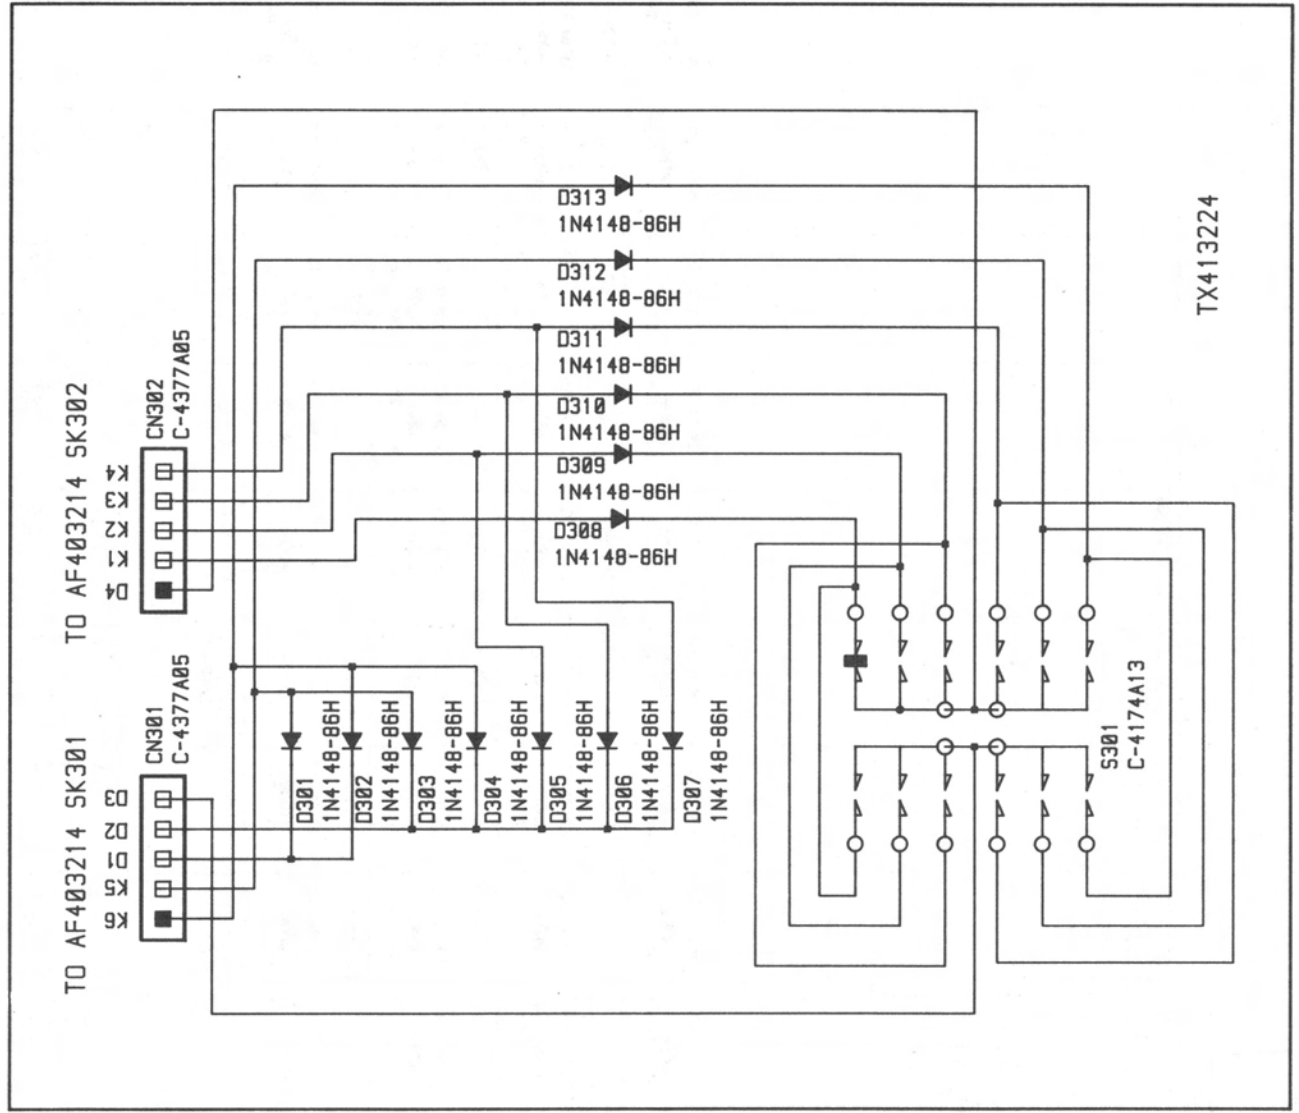 D313
1N4148-86H
D312
1N4148-86H
D311
1N4148-86H
D310
1N4148-86H
D309
1N4148-86H
D308
1N4148-86H
TX413224
TO AF403214 SK302
CN302
C-4377A05
K4
K3
K2
K1
D4
TO AF403214 SK301
CN301
C-4377A05
D3
D2
D1
K5
K6
D301
1N4148-86H
D302
1N4148-86H
D303
1N4148-86H
D304
1N4148-86H
D305
1N4148-86H
D306
1N4148-86H
D307
1N4148-86H
S301
C-4174A13